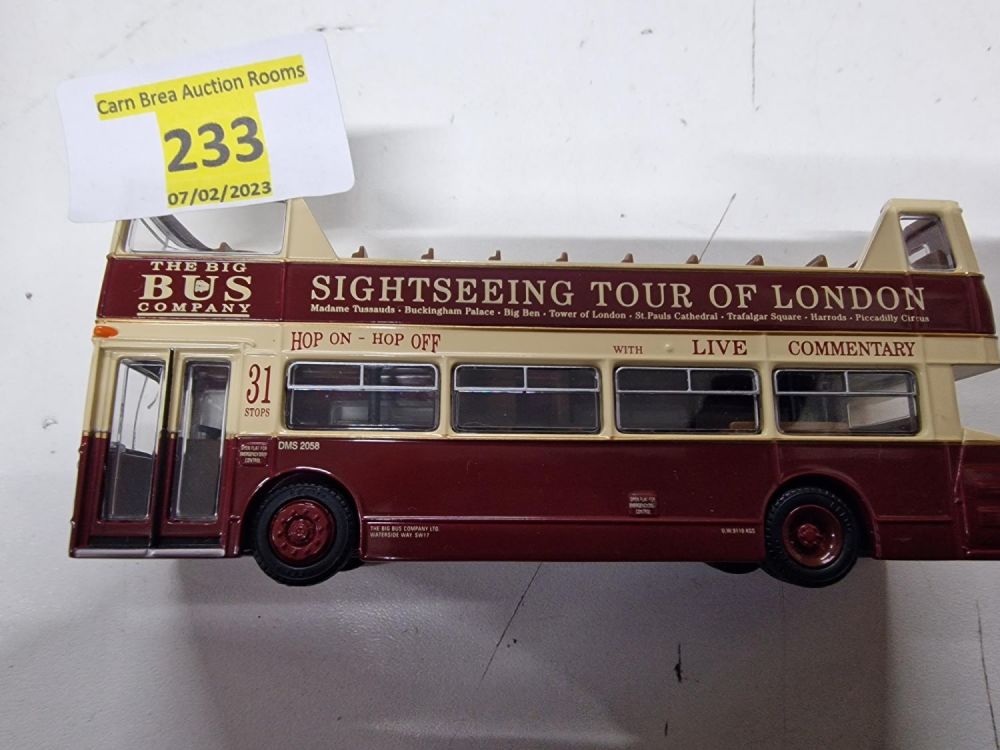 Carn Brea Auction Rooms
233
07/02/2023
THE BIG
BUS
COMPANY
SIGHTSEEING TOUR OF LONDON
Madame Tussauds • Buckingham Palace • Big Ben • Tower of London • St.Pauls Cathedral • Trafalgar Square • Harrods • Piccadilly Circus
HOP ON - HOP OFF
WITH LIVE COMMENTARY
31
STOPS
DMS 2058
THE BIG BUS COMPANY LTD.
WATERSIDE WAY. SW17